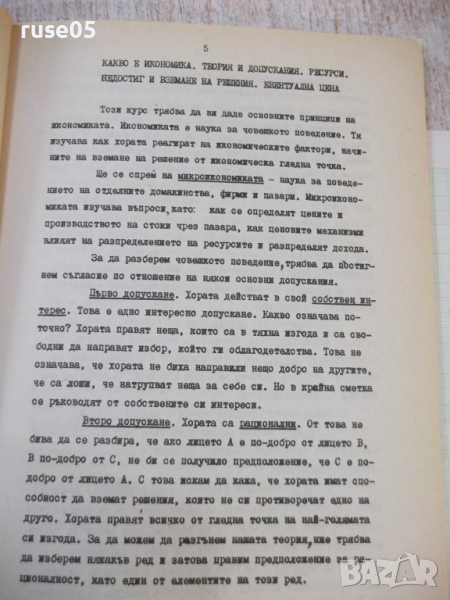 ruse05
5
КАКВО Е ИКОНОМИКА. ТЕОРИЯ И ДОПУСКАНИЯ. РЕСУРСИ.
НЕДОСТИГ И ВЗЕМАНЕ НА РЕШЕНИЯ. ЕВЕНТУАЛНА ЦЕНА
Този курс трябва да ви даде основните принципи на
икономиката. Икономиката е наука за човешкото поведение. Тя
изучава как хората реагират на икономическите фактори, начи-
ните на вземане на решение от икономическа гледна точка.
Ще се спрем на микроикономиката - наука за поведе-
нието на отделните домакинства, фирми и пазари. Микроиконо-
миката изучава въпроси, като: как се определят цените и
производството на стоки чрез пазара, как ценовите механизми
влияят на разпределението на ресурсите и разпределят дохода.
За да разберем човешкото поведение, трябва да постиг-
нем съгласие по отношение на някои основни допускания.
Първо допускане. Хората действат в свой собствен ин-
терес. Това е едно интересно допускане. Какво означава по-
точно? Хората правят неща, които са в тяхна изгода и са сво-
бодни да направят избор, който ги облагодетелства. Това не
означава, че хората не биха направили нещо добро на другите,
че са лоши, че натрупват неща за себе си. Но в крайна сметка
се ръководят от собствените си интереси.
Второ допускане. Хората са рационални. От това не
бива да се разбира, че ако лицето А е по-добро от лицето В,
В по-добро от С, не би се получило предположение, че С е по-
добро от лицето А. С това искам да кажа, че хората имат спо-
собност да вземат решения, които не си противоречат едно на
друго. Хората правят всичко от гледна точка на най-голямата
си изгода. За да можем да разгънем нашата теория, ние трябва
да изберем някакъв ред и затова правим предположение за ра-
ционалност, като един от елементите на този ред.
BAZAR